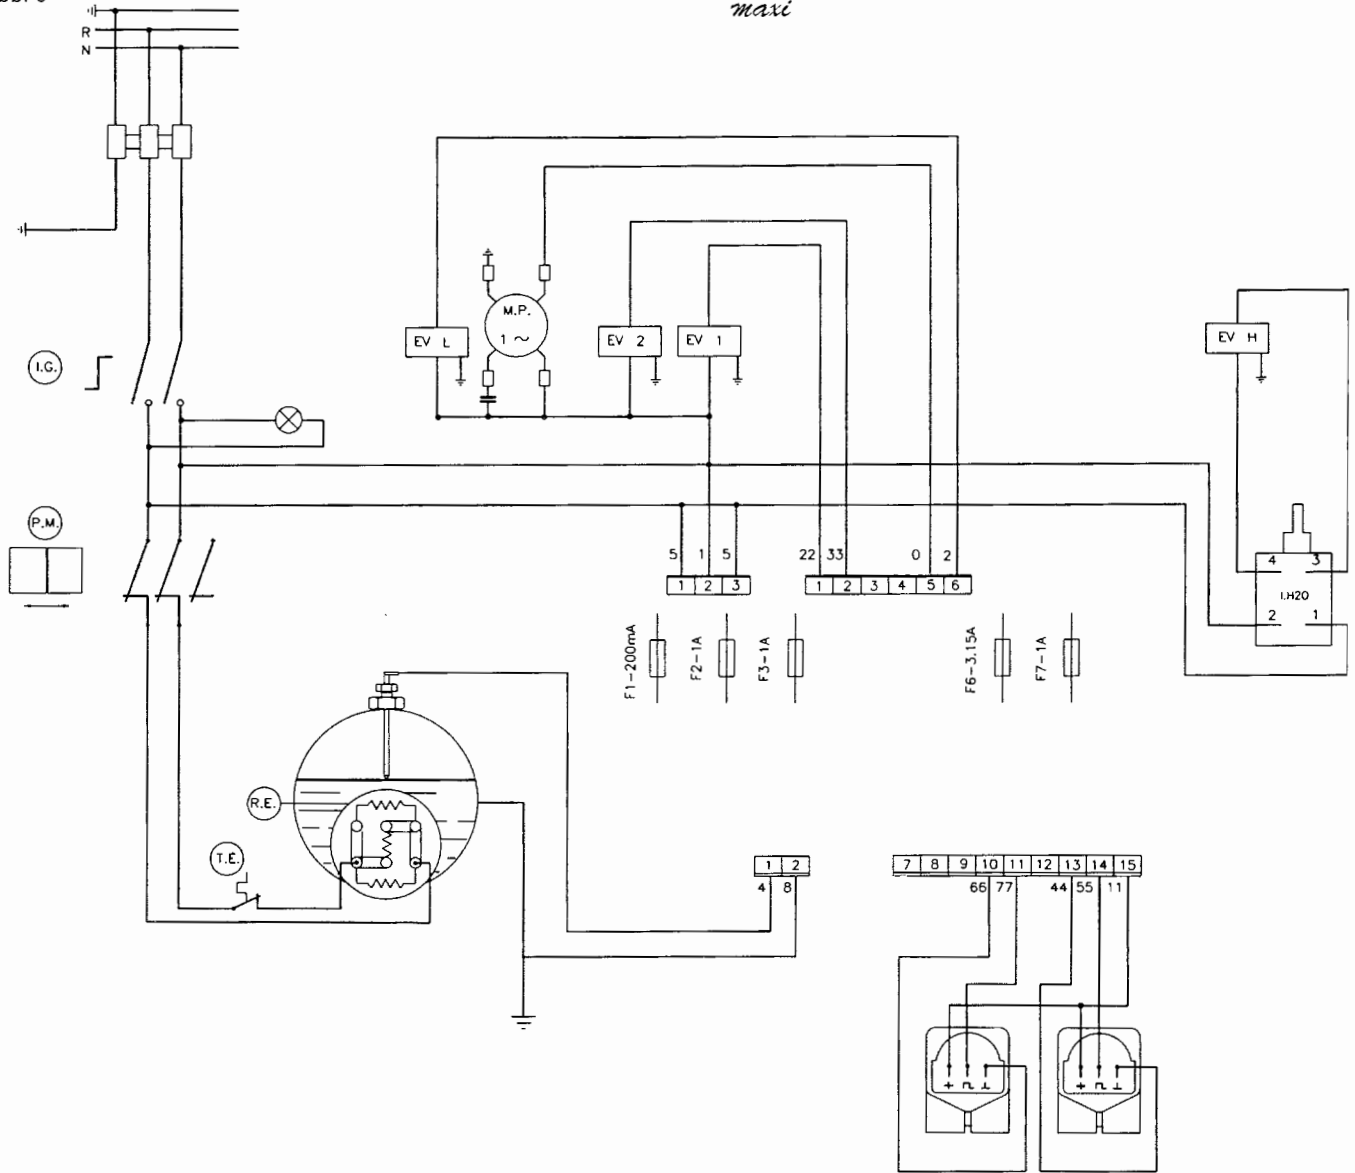 maxi
R
N
M.P.
1 ~
EV L
EV 2
EV 1
EV H
I.G.
P.M.
5 1 5
22 33 0 2
1 2 3
1 2 3 4 5 6
4 3
I.H2O
2 1
F1-200mA
F2-1A
F3-1A
F6-3.15A
F7-1A
R.E.
T.E.
1 2
4 8
7 8 9 10 11 12 13 14 15
66 77 44 55 11
+
+